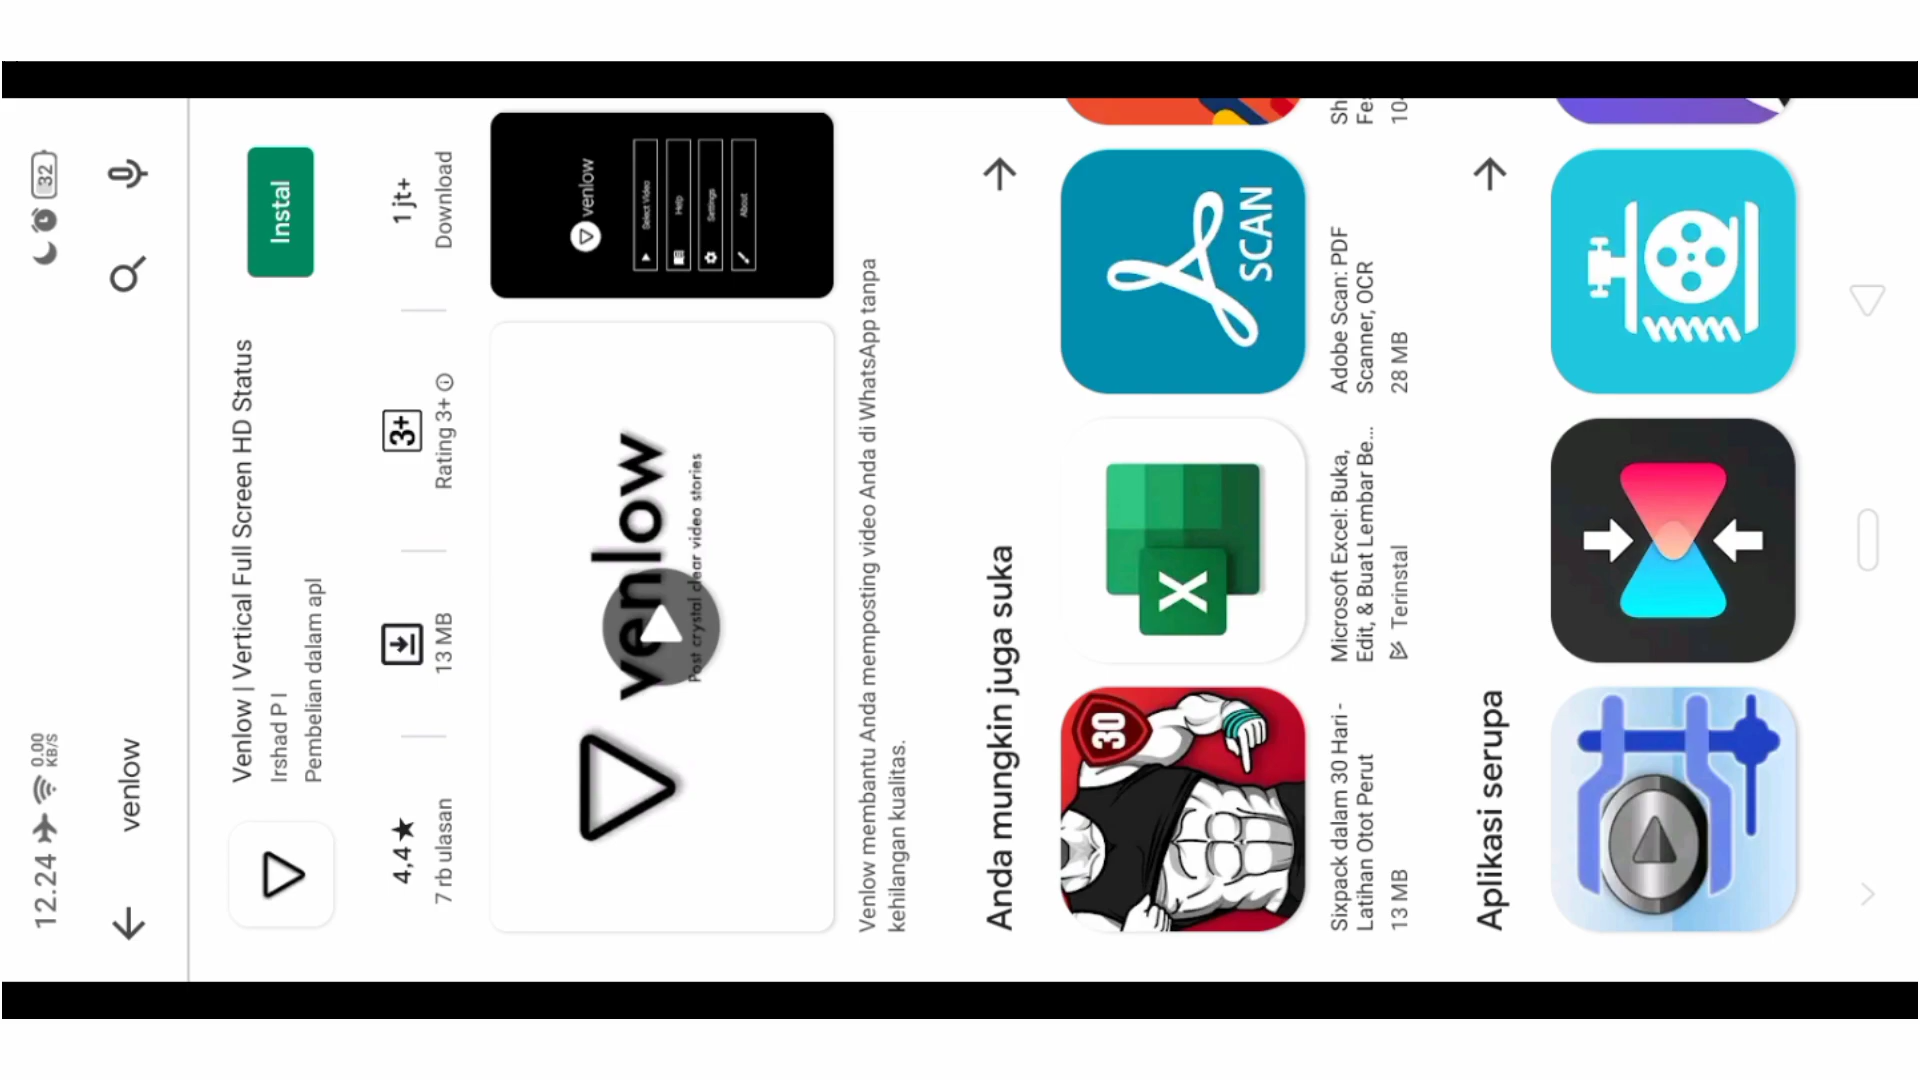 12.24 0.00 KB/S 32
venlow
Venlow | Vertical Full Screen HD Status
Irshad P I
Pembelian dalam apl
Instal
4,4★
7 rb ulasan
13 MB
3+
Rating 3+
1 jt+
Download
venlow
Post crystal clear video stories
venlow
Select Video
Help
Settings
About
Venlow membantu Anda memposting video Anda di WhatsApp tanpa
kehilangan kualitas.
Anda mungkin juga suka
30
X
SCAN
Sixpack dalam 30 Hari -
Latihan Otot Perut
13 MB
Microsoft Excel: Buka,
Edit, & Buat Lembar Be...
Terinstal
Adobe Scan: PDF
Scanner, OCR
28 MB
Sh
Fe
10
Aplikasi serupa